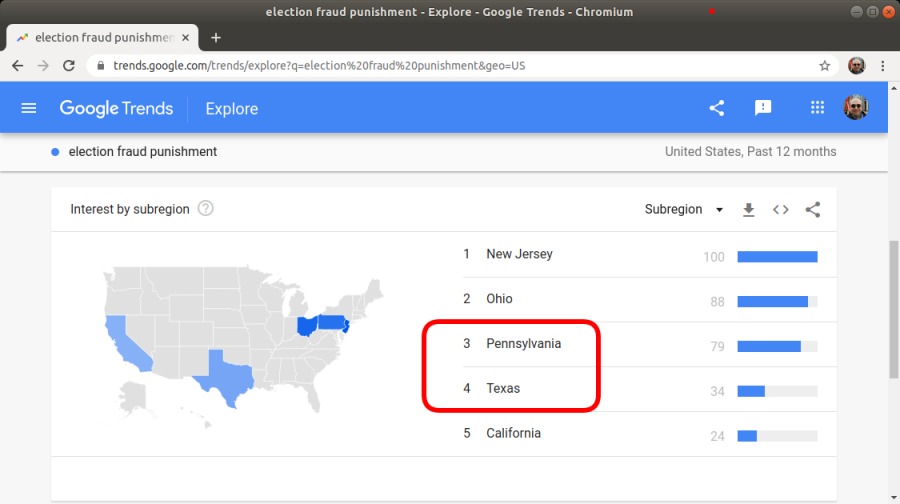 election fraud punishment - Explore - Google Trends - Chromium
election fraud punishmen
trends.google.com/trends/explore?q=election%20fraud%20punishment&geo=US
Google Trends Explore
election fraud punishment United States, Past 12 months
Interest by subregion ? Subregion
1 New Jersey 100
2 Ohio 88
3 Pennsylvania 79
4 Texas 34
5 California 24